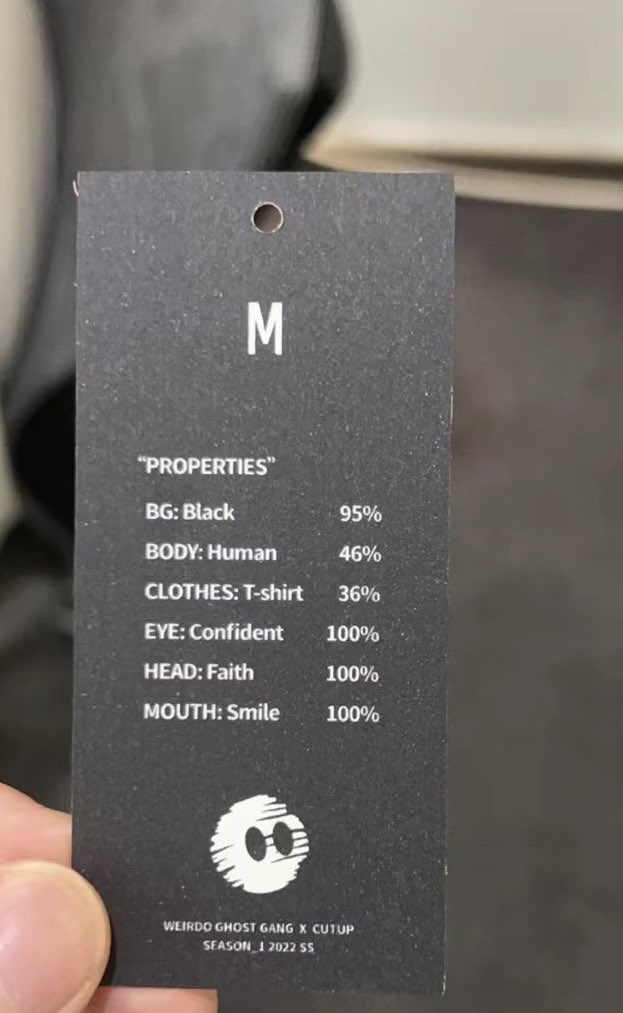 M
“PROPERTIES”
BG: Black 95%
BODY: Human 46%
CLOTHES: T-shirt 36%
EYE: Confident 100%
HEAD: Faith 100%
MOUTH: Smile 100%
WEIRDO GHOST GANG X CUTUP
SEASON_1 2022 SS